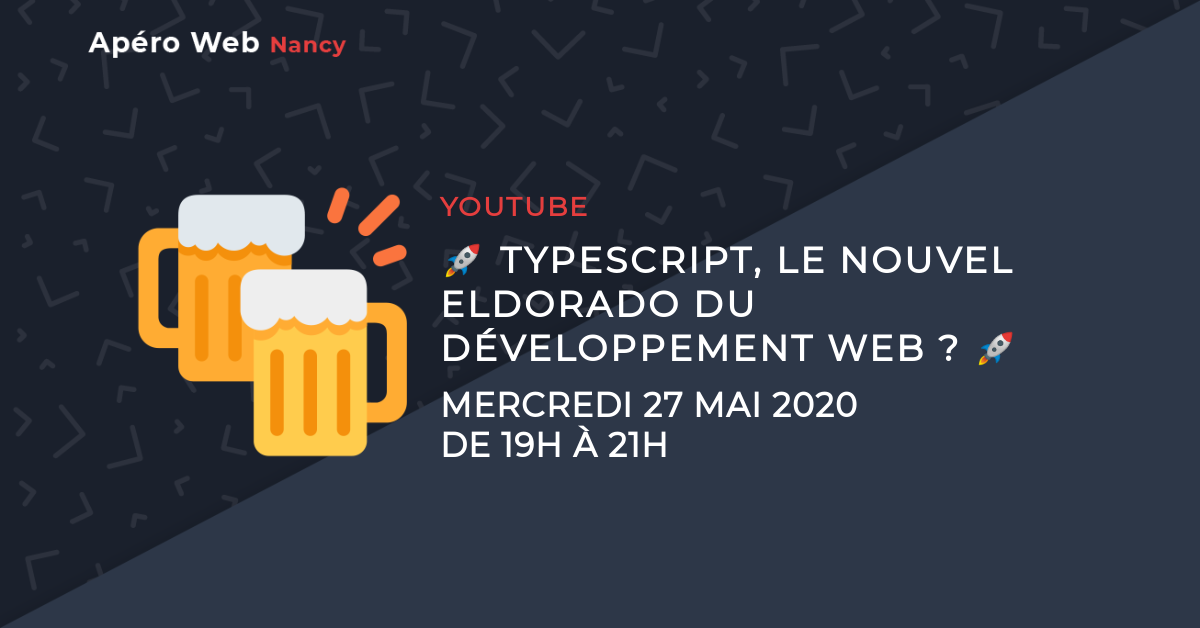 Apéro Web Nancy
YOUTUBE
🚀 TYPESCRIPT, LE NOUVEL
ELDORADO DU
DÉVELOPPEMENT WEB ? 🚀
MERCREDI 27 MAI 2020
DE 19H À 21H